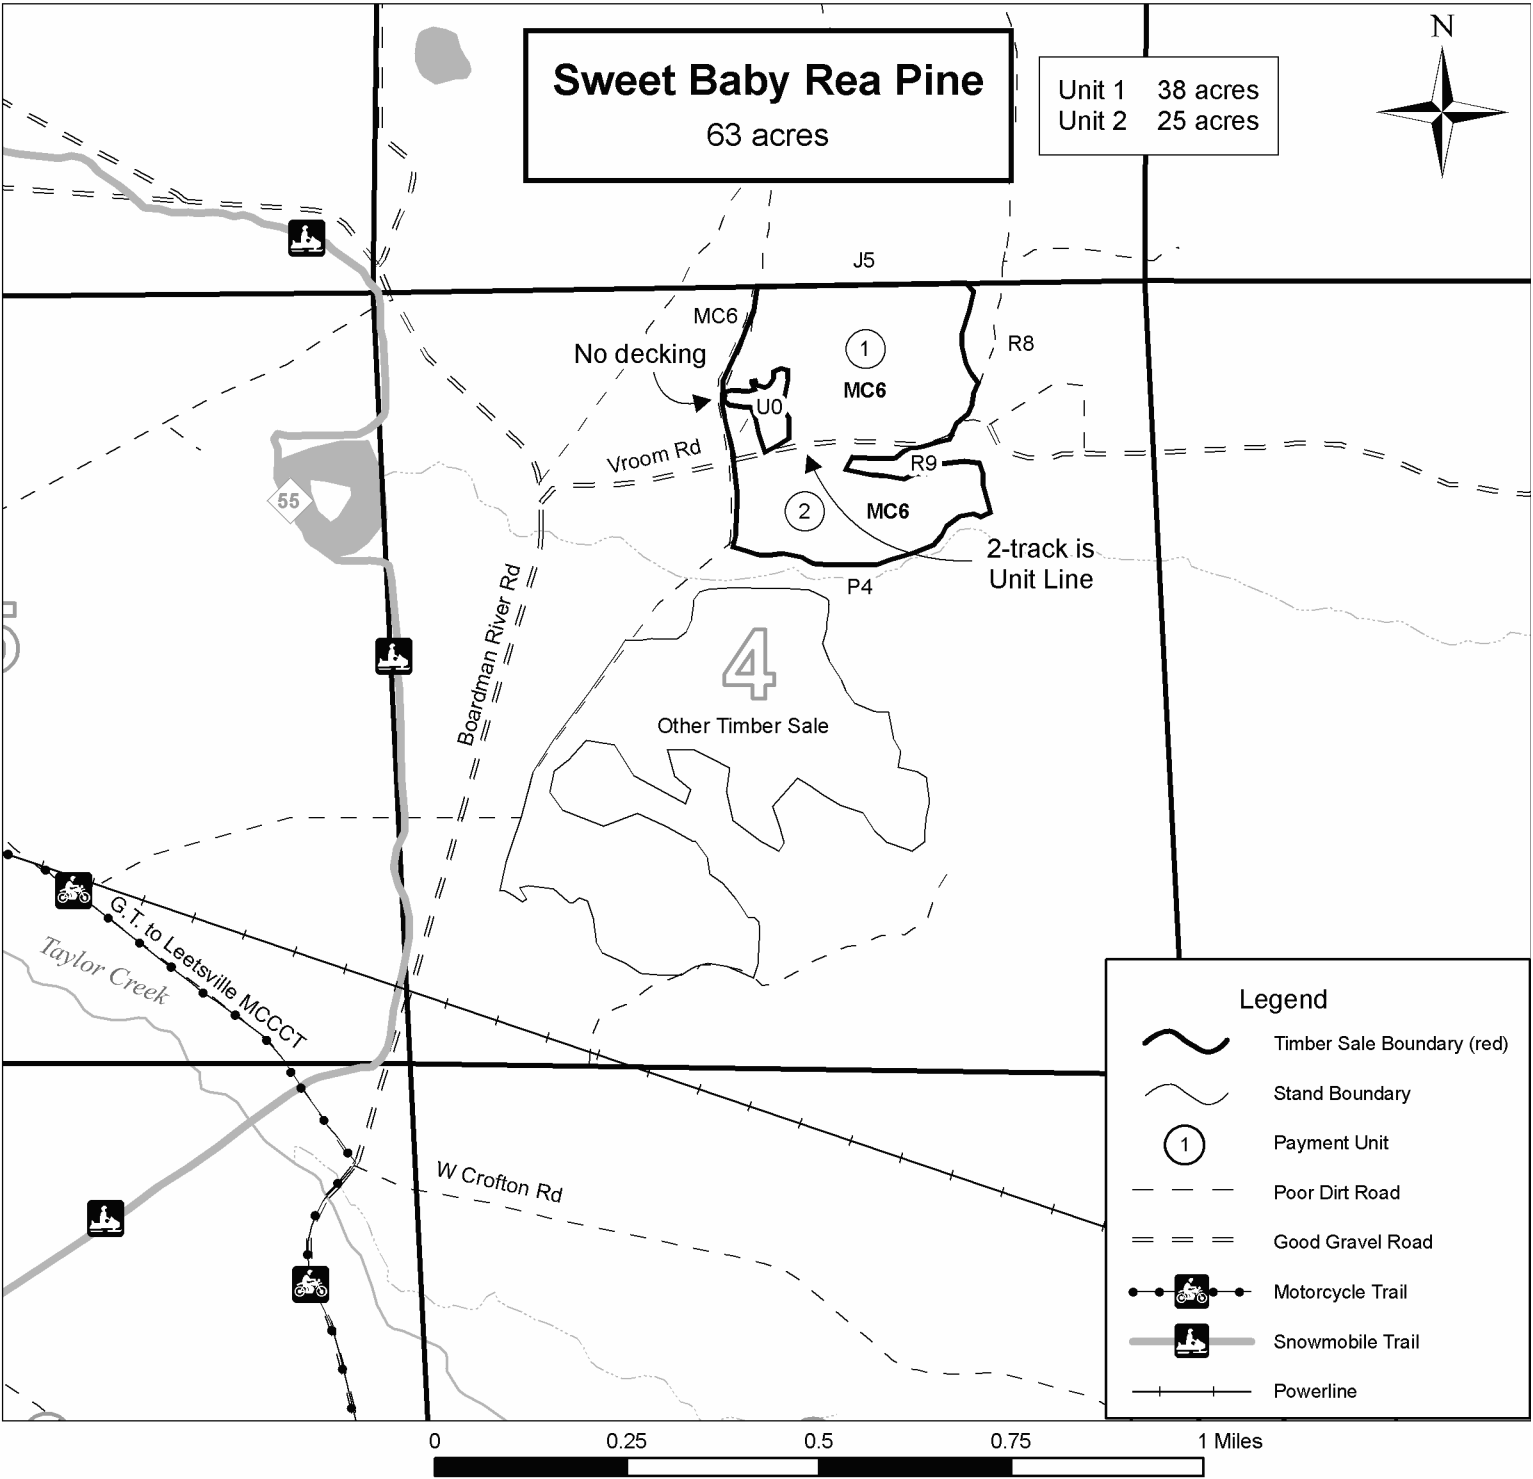 N
Sweet Baby Rea Pine
63 acres
Unit 1 38 acres
Unit 2 25 acres
J5
MC6
No decking
1
MC6
R8
U0
Vroom Rd
R9
55
2
MC6
2-track is
Unit Line
P4
Boardman River Rd
4
Other Timber Sale
G.T. to Leetsville MCCCT
Taylor Creek
W Crofton Rd
Legend
Timber Sale Boundary (red)
Stand Boundary
1 Payment Unit
Poor Dirt Road
Good Gravel Road
Motorcycle Trail
Snowmobile Trail
Powerline
0 0.25 0.5 0.75 1 Miles